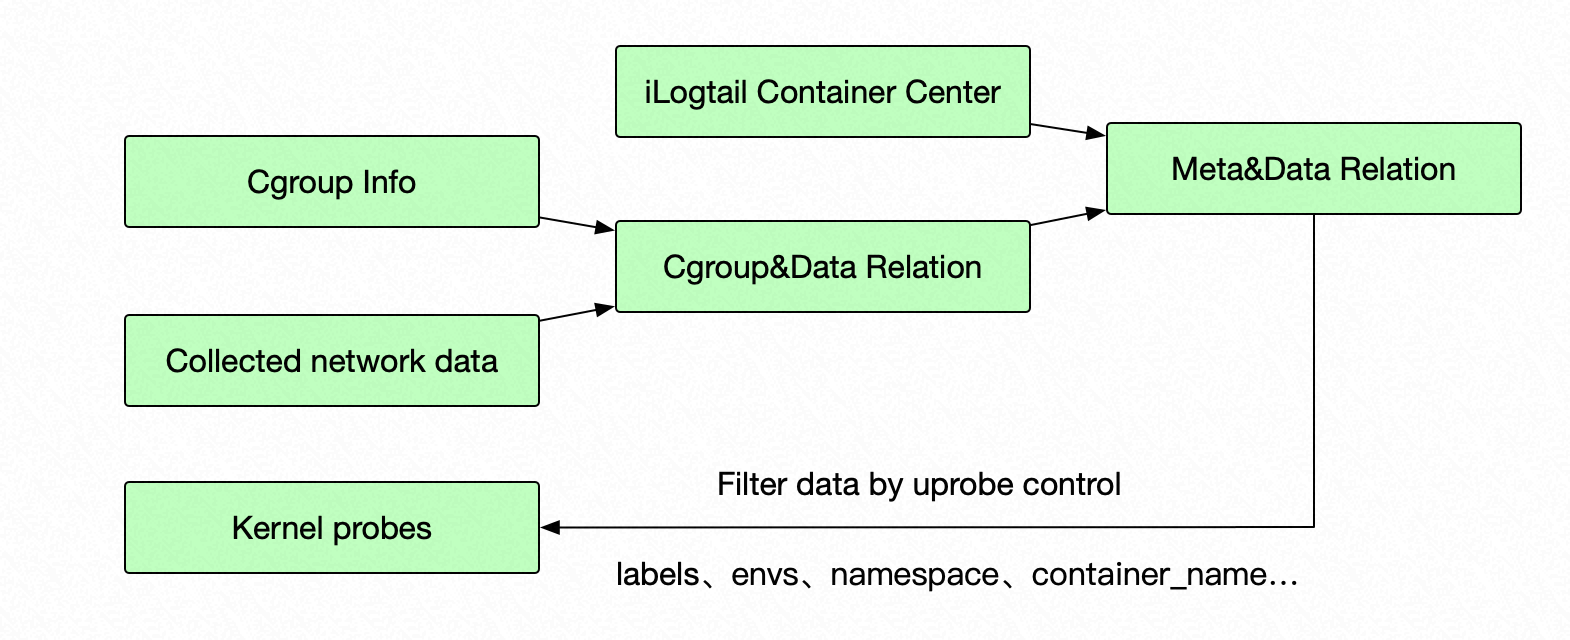 iLogtail Container Center
Cgroup Info
Meta&Data Relation
Cgroup&Data Relation
Collected network data
Filter data by uprobe control
Kernel probes
labels、envs、namespace、container_name...